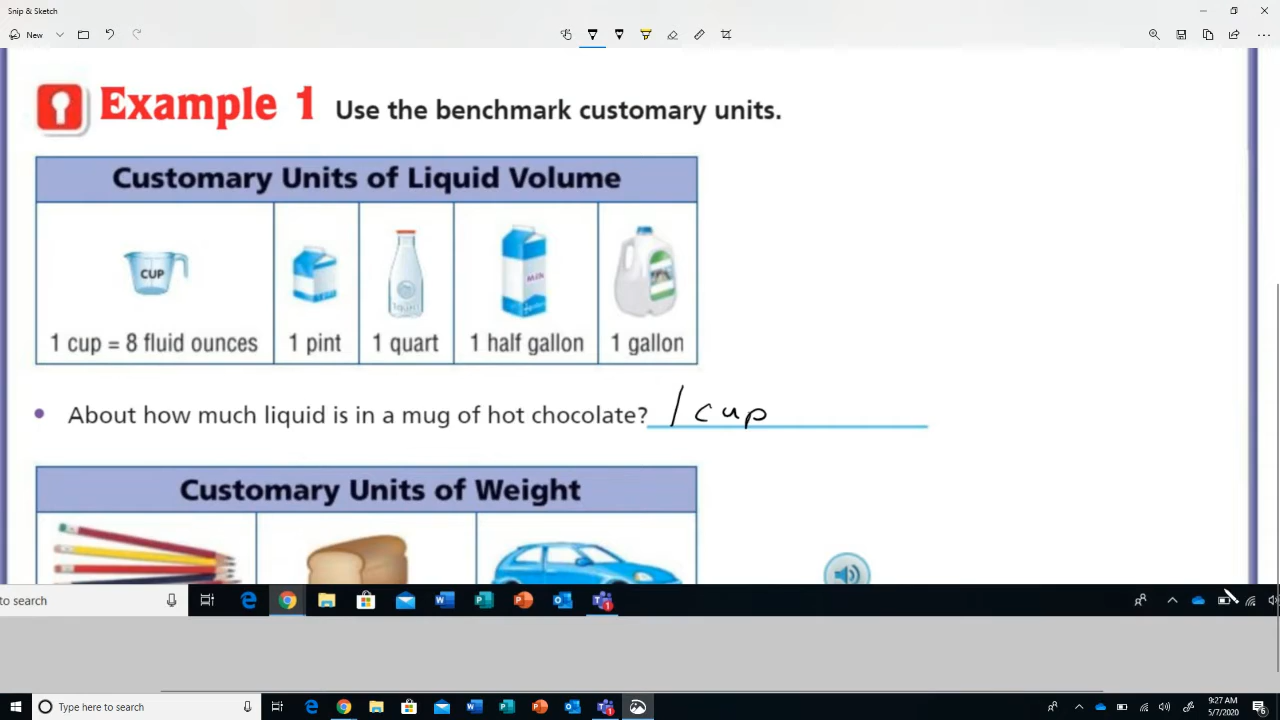 Snip & Sketch
New
Example 1 Use the benchmark customary units.
Customary Units of Liquid Volume
CUP
Milk
1 cup = 8 fluid ounces
1 pint
1 quart
1 half gallon
1 gallon
• About how much liquid is in a mug of hot chocolate? 1 cup
Customary Units of Weight
to search
Type here to search
9:27 AM
5/7/2020